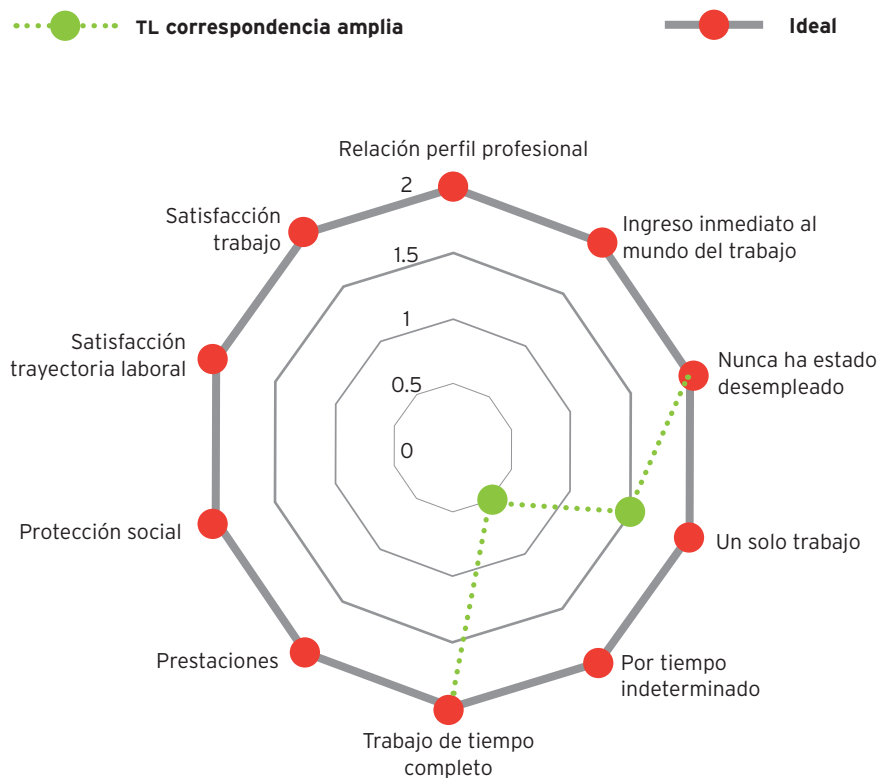 TL correspondencia amplia
Ideal
Relación perfil profesional
2
Satisfacción
trabajo
Ingreso inmediato al
mundo del trabajo
1.5
1
Satisfacción
trayectoria laboral
Nunca ha estado
desempleado
0.5
0
Protección social
Un solo trabajo
Prestaciones
Por tiempo
indeterminado
Trabajo de tiempo
completo